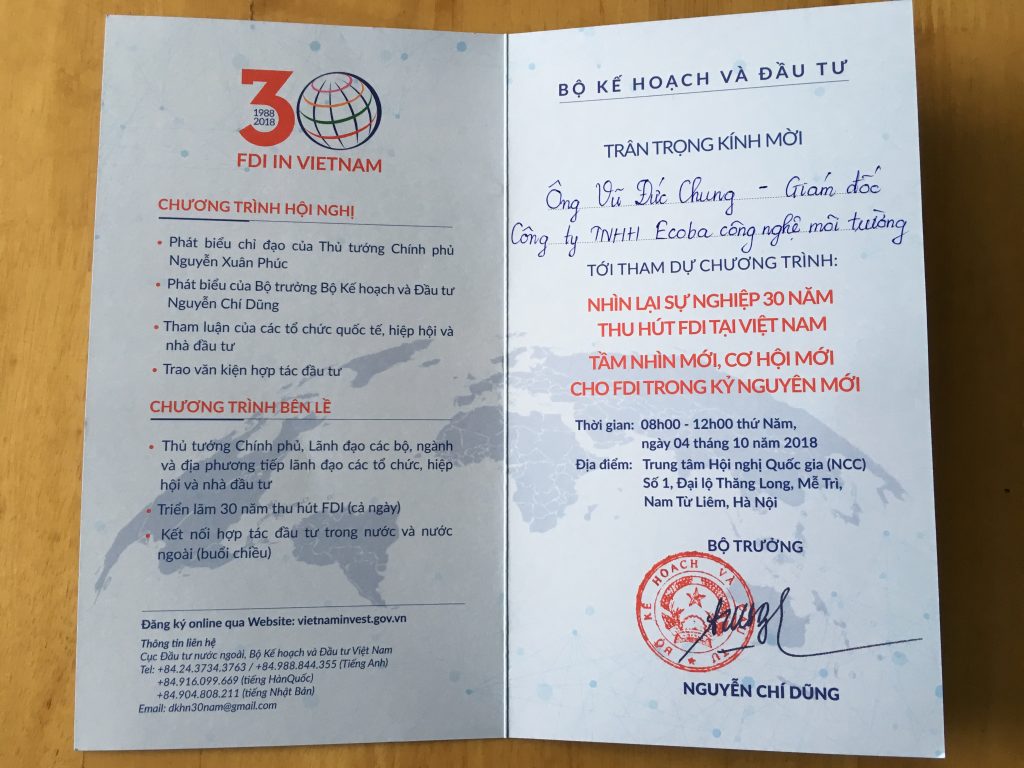 30
1988
2018
FDI IN VIETNAM
CHƯƠNG TRÌNH HỘI NGHỊ
• Phát biểu chỉ đạo của Thủ tướng Chính phủ
Nguyễn Xuân Phúc
• Phát biểu của Bộ trưởng Bộ Kế hoạch và Đầu tư
Nguyễn Chí Dũng
• Tham luận của các tổ chức quốc tế, hiệp hội và
nhà đầu tư
• Trao văn kiện hợp tác đầu tư
CHƯƠNG TRÌNH BÊN LỀ
• Thủ tướng Chính phủ, Lãnh đạo các bộ, ngành
và địa phương tiếp lãnh đạo các tổ chức, hiệp
hội và nhà đầu tư
• Triển lãm 30 năm thu hút FDI (cả ngày)
• Kết nối hợp tác đầu tư trong nước và nước
ngoài (buổi chiều)
Đăng ký online qua Website: vietnaminvest.gov.vn
Thông tin liên hệ
Cục Đầu tư nước ngoài, Bộ Kế hoạch và Đầu tư Việt Nam
Tel: +84.24.3734.3763 / +84.988.844.355 (Tiếng Anh)
+84.916.099.669 (tiếng HànQuốc)
+84.904.808.211 (tiếng Nhật Bản)
Email: dkhn30nam@gmail.com
BỘ KẾ HOẠCH VÀ ĐẦU TƯ
TRÂN TRỌNG KÍNH MỜI
Ông Vũ Đức Chung - Giám đốc
Công ty TNHH Ecoba công nghệ môi trường
TỚI THAM DỰ CHƯƠNG TRÌNH:
NHÌN LẠI SỰ NGHIỆP 30 NĂM
THU HÚT FDI TẠI VIỆT NAM
TẦM NHÌN MỚI, CƠ HỘI MỚI
CHO FDI TRONG KỶ NGUYÊN MỚI
Thời gian: 08h00 - 12h00 thứ Năm,
ngày 04 tháng 10 năm 2018
Địa điểm: Trung tâm Hội nghị Quốc gia (NCC)
Số 1, Đại lộ Thăng Long, Mễ Trì,
Nam Từ Liêm, Hà Nội
BỘ TRƯỞNG
BỘ KẾ HOẠCH VÀ
NGUYỄN CHÍ DŨNG